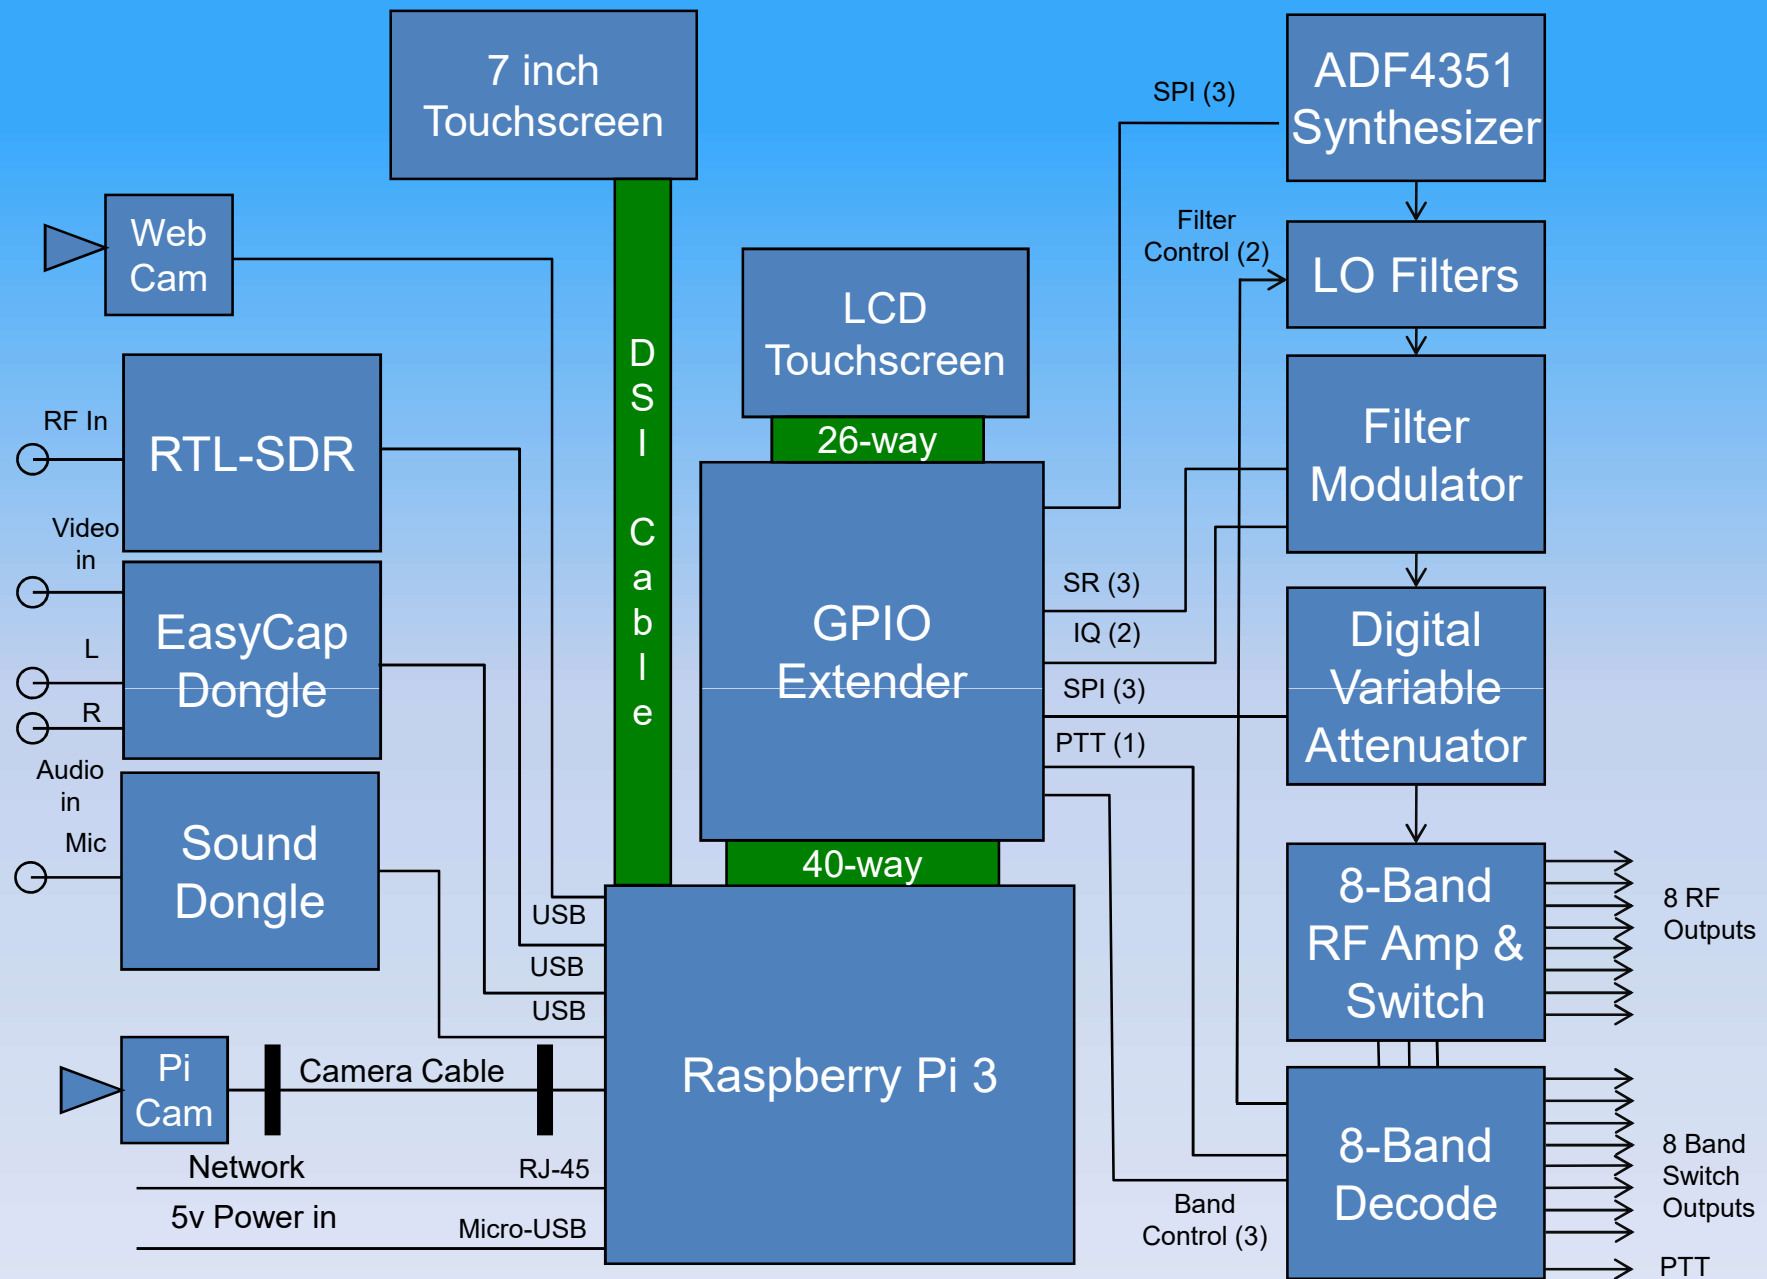 7 inch
Touchscreen
ADF4351
Synthesizer
SPI (3)
Web
Cam
Filter
Control (2)
LO Filters
LCD
Touchscreen
D
S
I
C
a
b
l
e
26-way
RF In
RTL-SDR
Filter
Modulator
Video
in
EasyCap
Dongle
L
R
GPIO
Extender
SR (3)
IQ (2)
SPI (3)
PTT (1)
Digital
Variable
Attenuator
Audio
in
Mic
Sound
Dongle
40-way
8-Band
RF Amp &
Switch
8 RF
Outputs
USB
USB
USB
Pi
Cam
Camera Cable
Raspberry Pi 3
Network
RJ-45
5v Power in
Micro-USB
Band
Control (3)
8-Band
Decode
8 Band
Switch
Outputs
PTT